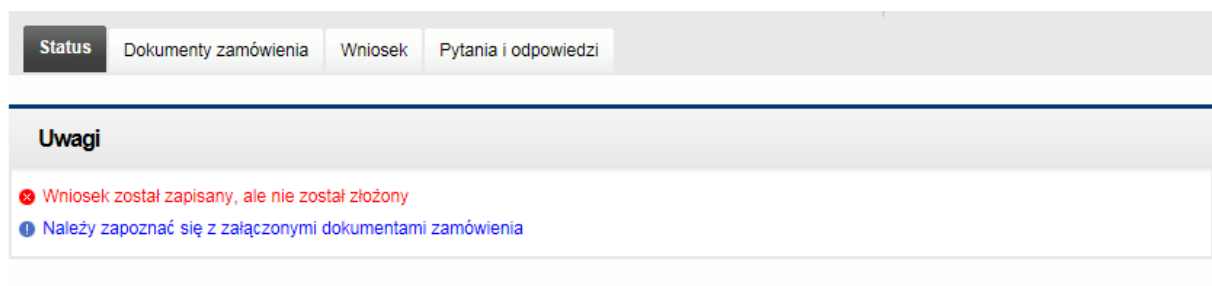 Status Dokumenty zamówienia Wniosek Pytania i odpowiedzi
Uwagi
Wniosek został zapisany, ale nie został złożony
Należy zapoznać się z załączonymi dokumentami zamówienia